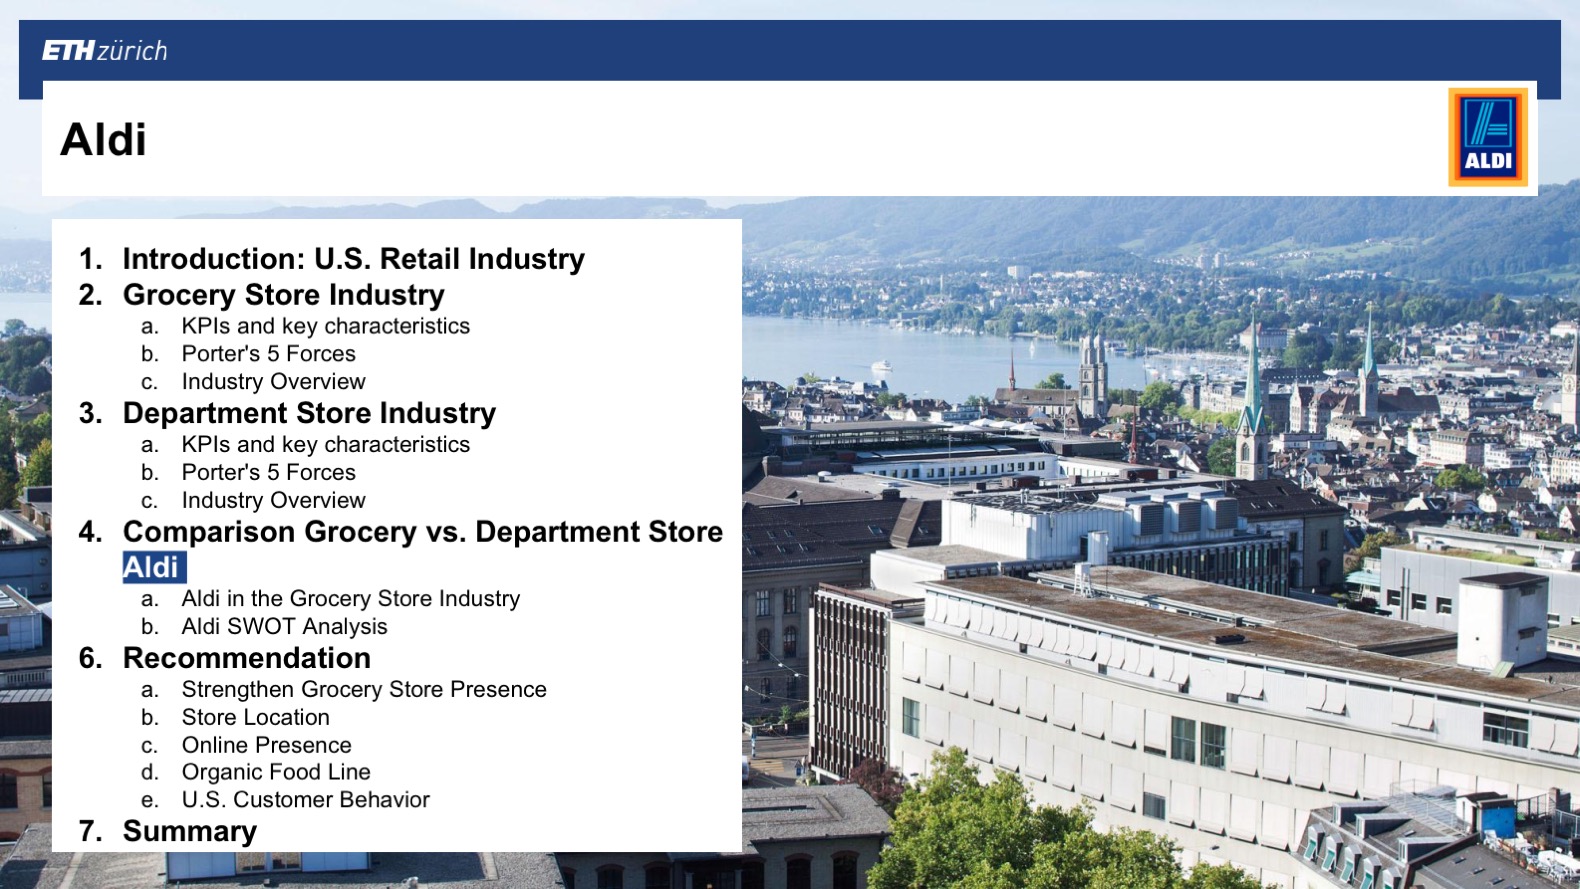 ETH zürich
Aldi
ALDI
1. Introduction: U.S. Retail Industry
2. Grocery Store Industry
a. KPIs and key characteristics
b. Porter's 5 Forces
c. Industry Overview
3. Department Store Industry
a. KPIs and key characteristics
b. Porter's 5 Forces
c. Industry Overview
4. Comparison Grocery vs. Department Store
Aldi
a. Aldi in the Grocery Store Industry
b. Aldi SWOT Analysis
6. Recommendation
a. Strengthen Grocery Store Presence
b. Store Location
c. Online Presence
d. Organic Food Line
e. U.S. Customer Behavior
7. Summary